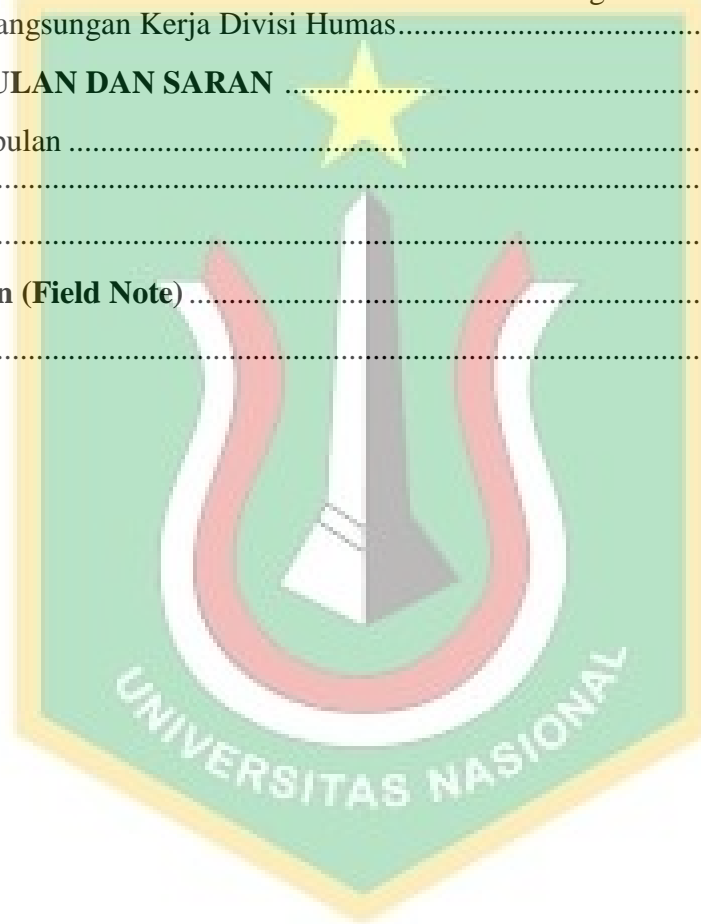 angsungan Kerja Divisi Humas..............................................
ULAN DAN SARAN ..............................................................
pulan ..................................................................................
............................................................................................
............................................................................................
n (Field Note) .....................................................................
............................................................................................
UNIVERSITAS NASIONAL